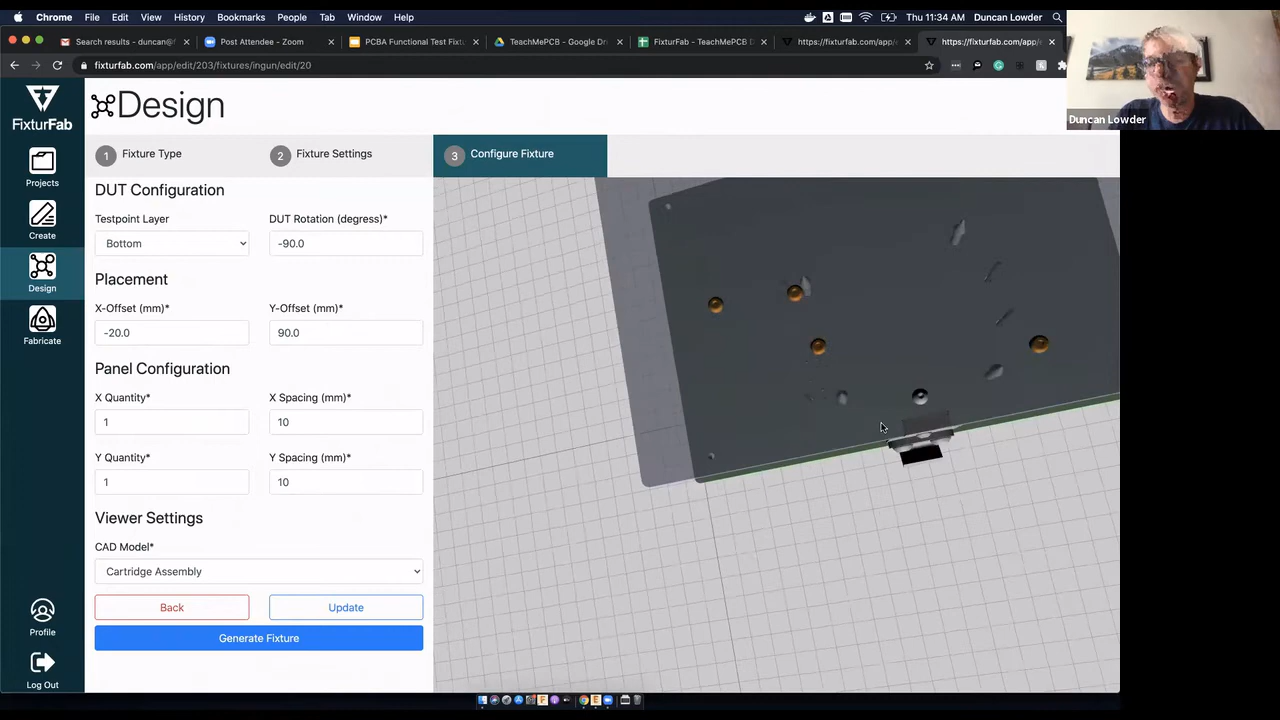 Chrome File Edit View History Bookmarks People Tab Window Help
Thu 11:34 AM Duncan Lowder
Search results - duncan@f
Post Attendee - Zoom
PCBA Functional Test Fixtu
TeachMePCB - Google Dr
FixturFab - TeachMePCB D
https://fixturfab.com/app/e
https://fixturfab.com/app/e
fixturfab.com/app/edit/203/fixtures/ingun/edit/20
Duncan Lowder
FixturFab
Projects
Create
Design
Fabricate
Profile
Log Out
Design
1 Fixture Type
2 Fixture Settings
3 Configure Fixture
DUT Configuration
Testpoint Layer
DUT Rotation (degress)*
Bottom
-90.0
Placement
X-Offset (mm)*
Y-Offset (mm)*
-20.0
90.0
Panel Configuration
X Quantity*
X Spacing (mm)*
1
10
Y Quantity*
Y Spacing (mm)*
1
10
Viewer Settings
CAD Model*
Cartridge Assembly
Back
Update
Generate Fixture